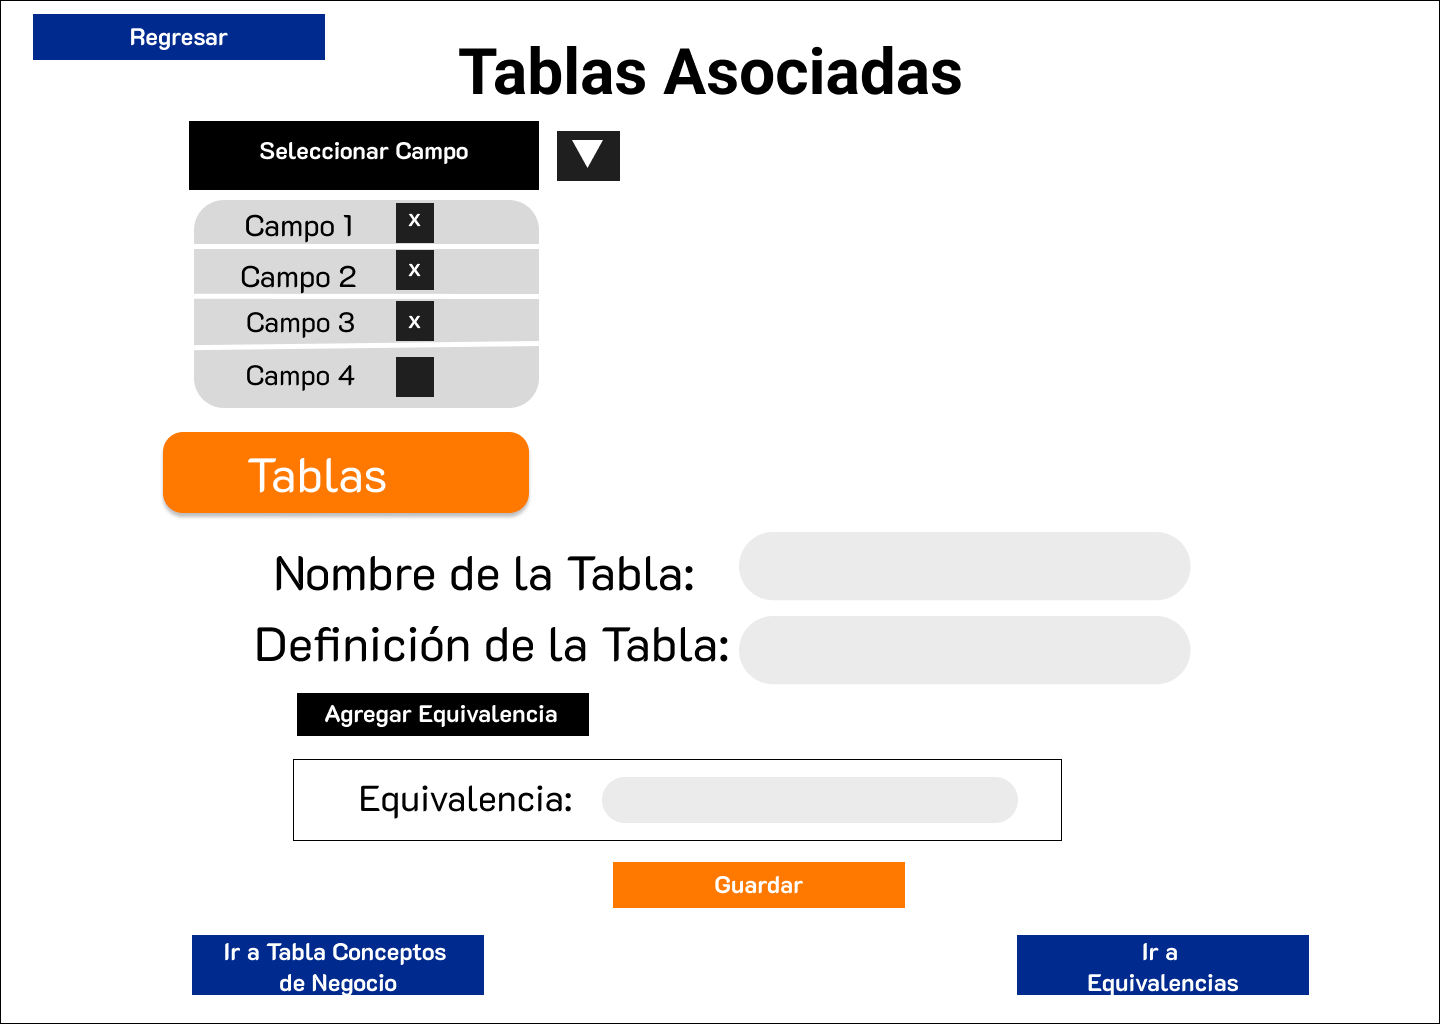 Regresar
Tablas Asociadas
Seleccionar Campo
Campo 1 x
Campo 2 x
Campo 3 x
Campo 4
Tablas
Nombre de la Tabla:
Definición de la Tabla:
Agregar Equivalencia
Equivalencia:
Guardar
Ir a Tabla Conceptos
de Negocio
Ir a
Equivalencias